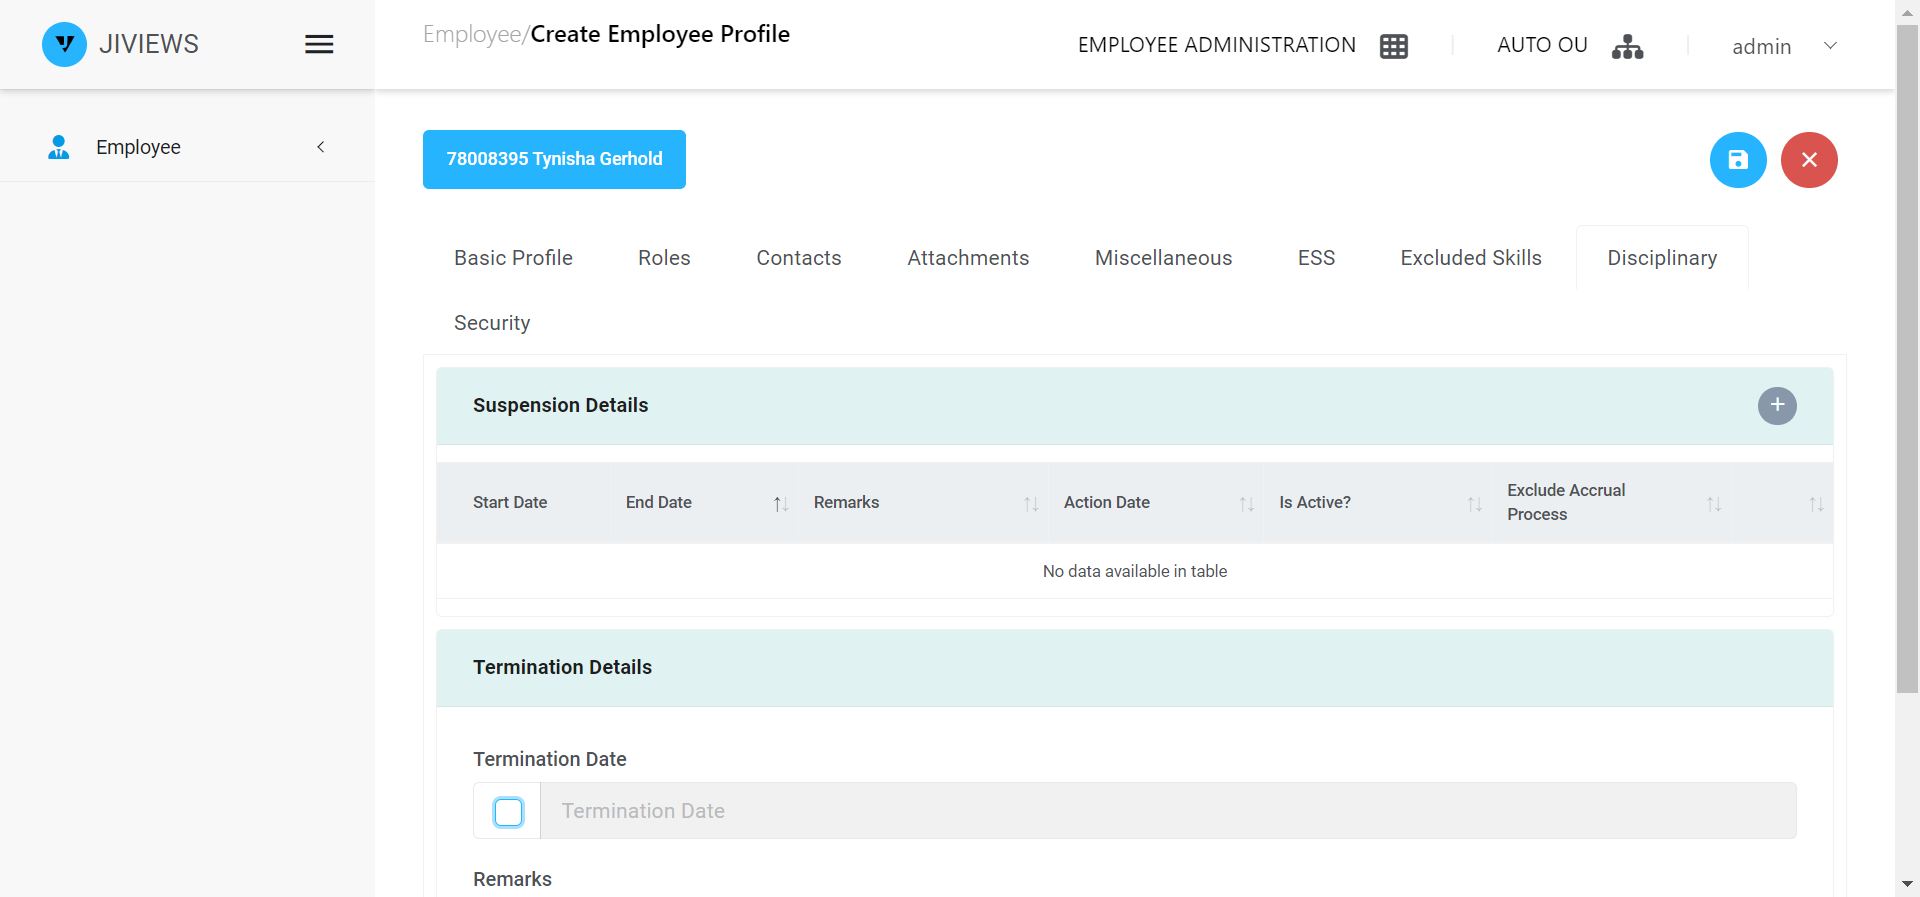 JIVIEWS
Employee/Create Employee Profile
EMPLOYEE ADMINISTRATION
AUTO OU
admin
Employee
78008395 Tynisha Gerhold
Basic Profile
Roles
Contacts
Attachments
Miscellaneous
ESS
Excluded Skills
Disciplinary
Security
Suspension Details
Start Date
End Date
Remarks
Action Date
Is Active?
Exclude Accrual
Process
No data available in table
Termination Details
Termination Date
Termination Date
Remarks